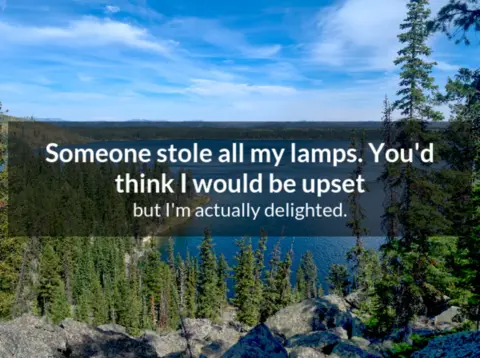 Someone stole all my lamps. You'd
think I would be upset
but I'm actually delighted.